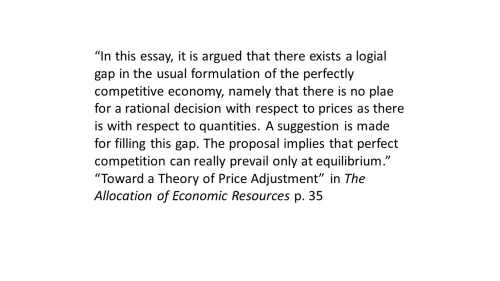 “In this essay, it is argued that there exists a logial
gap in the usual formulation of the perfectly
competitive economy, namely that there is no plae
for a rational decision with respect to prices as there
is with respect to quantities.  A suggestion is made
for filling this gap. The proposal implies that perfect
competition can really prevail only at equilibrium.”
“Toward a Theory of Price Adjustment” in The
Allocation of Economic Resources p. 35